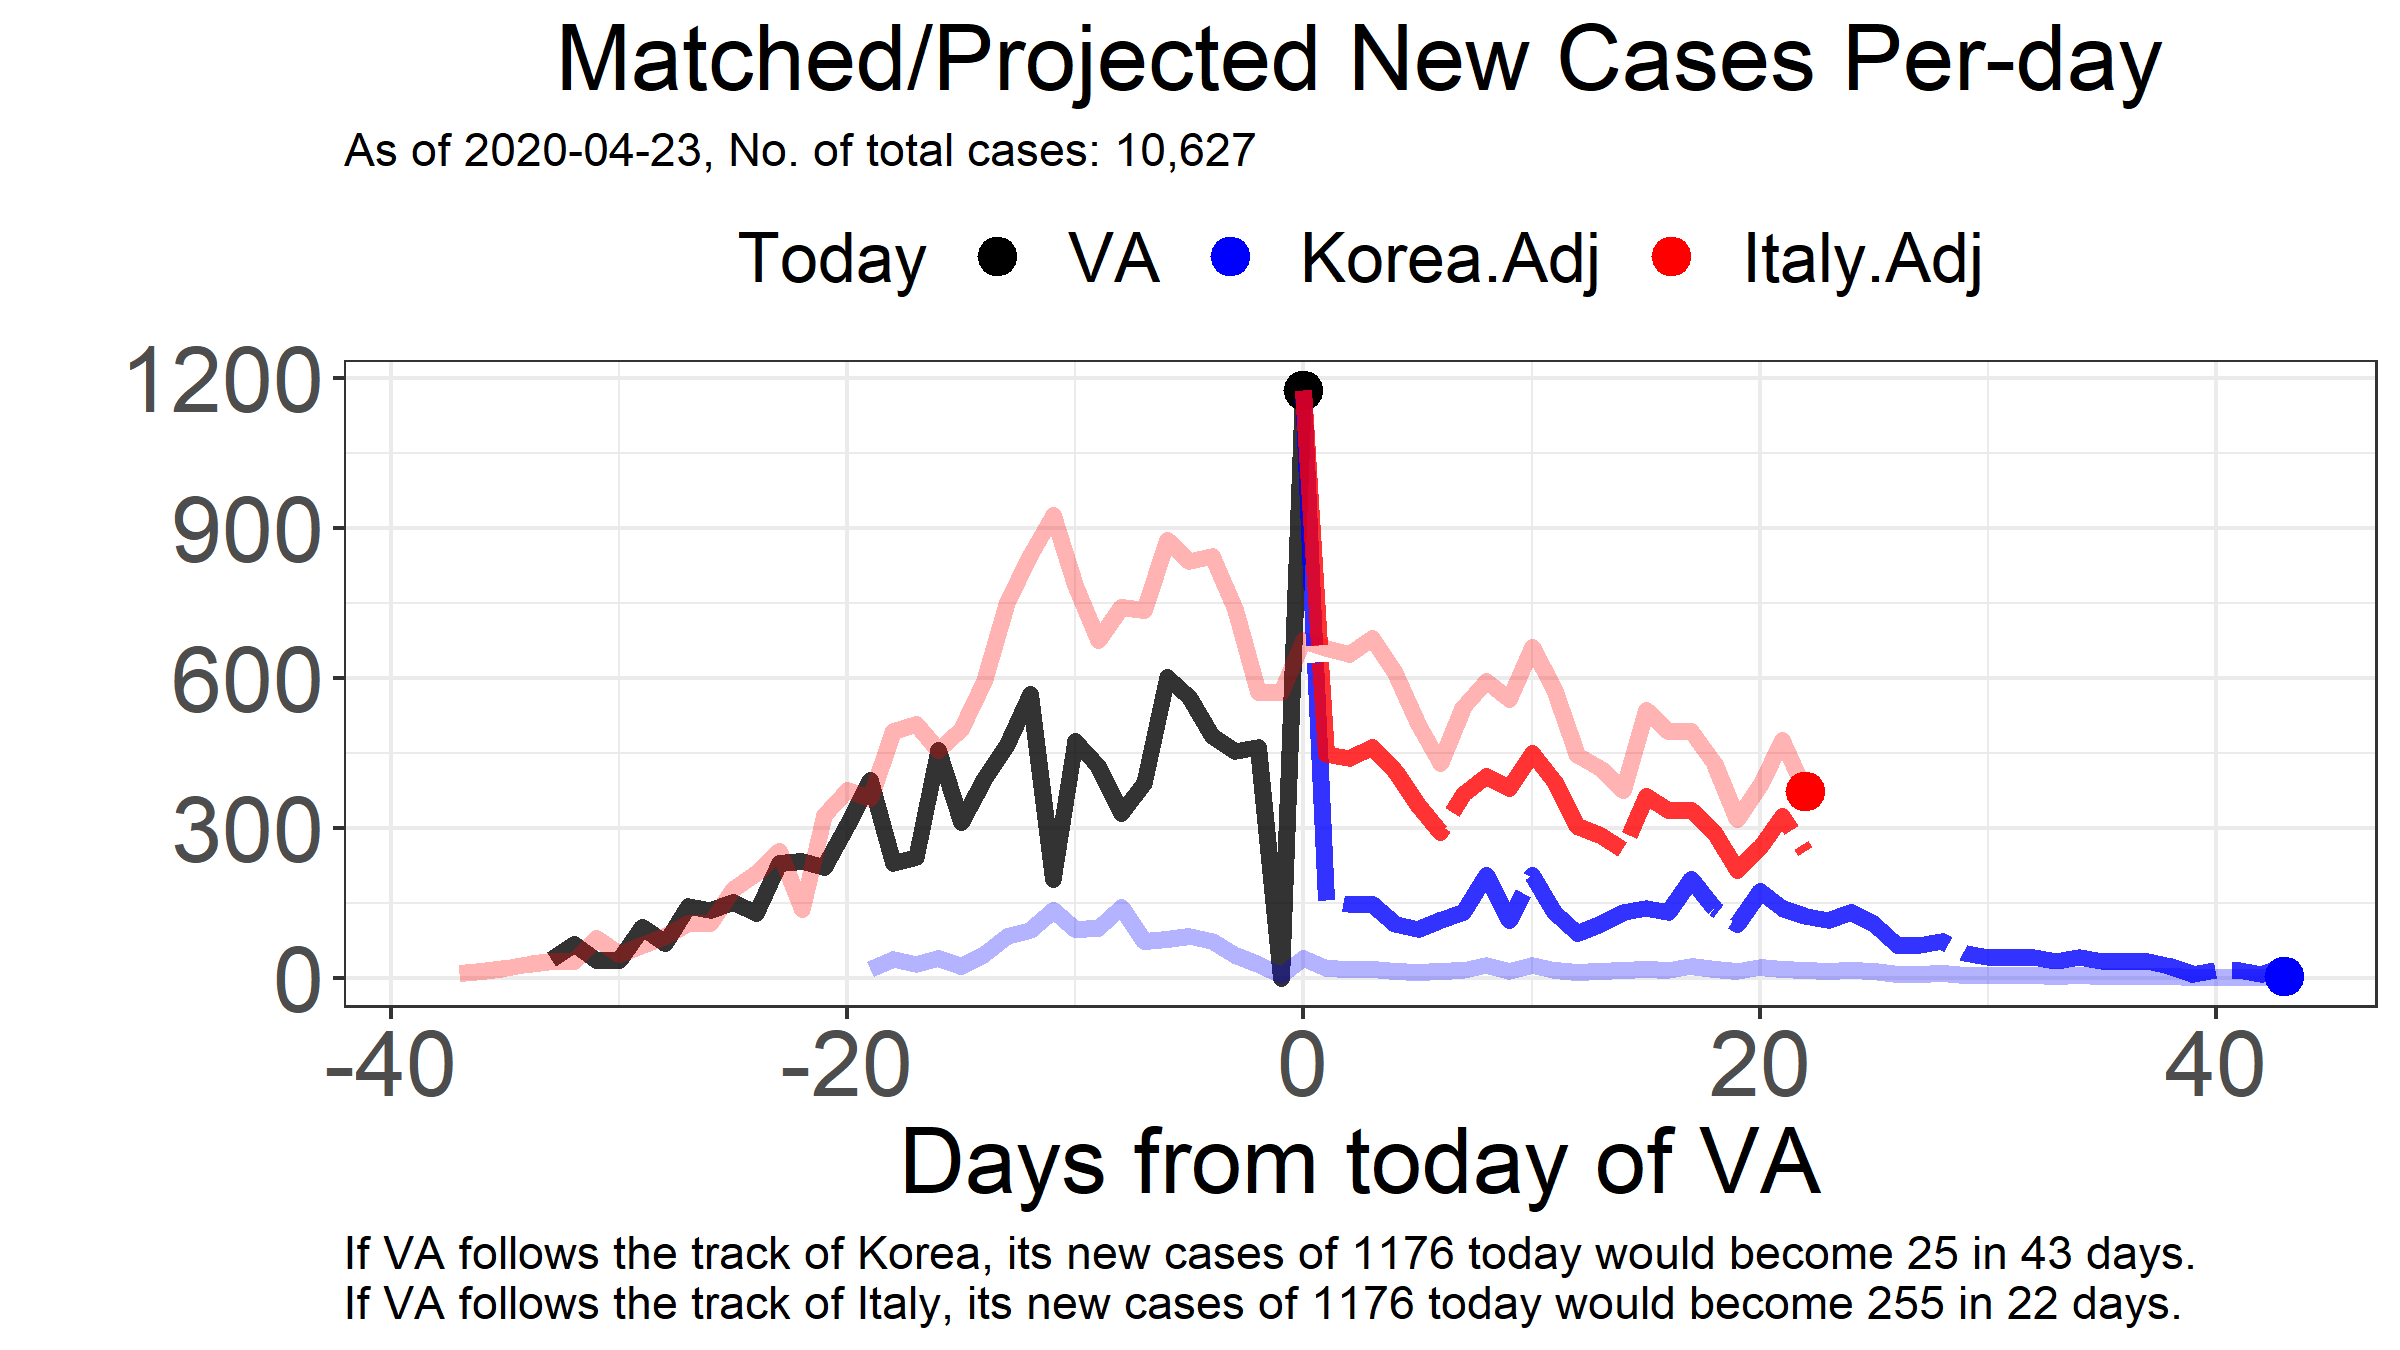 Matched/Projected New Cases Per-day
As of 2020-04-23, No. of total cases: 10,627
Today VA Korea.Adj Italy.Adj
1200
900
600
300
0
-40 -20 0 20 40
Days from today of VA
If VA follows the track of Korea, its new cases of 1176 today would become 25 in 43 days.
If VA follows the track of Italy, its new cases of 1176 today would become 255 in 22 days.